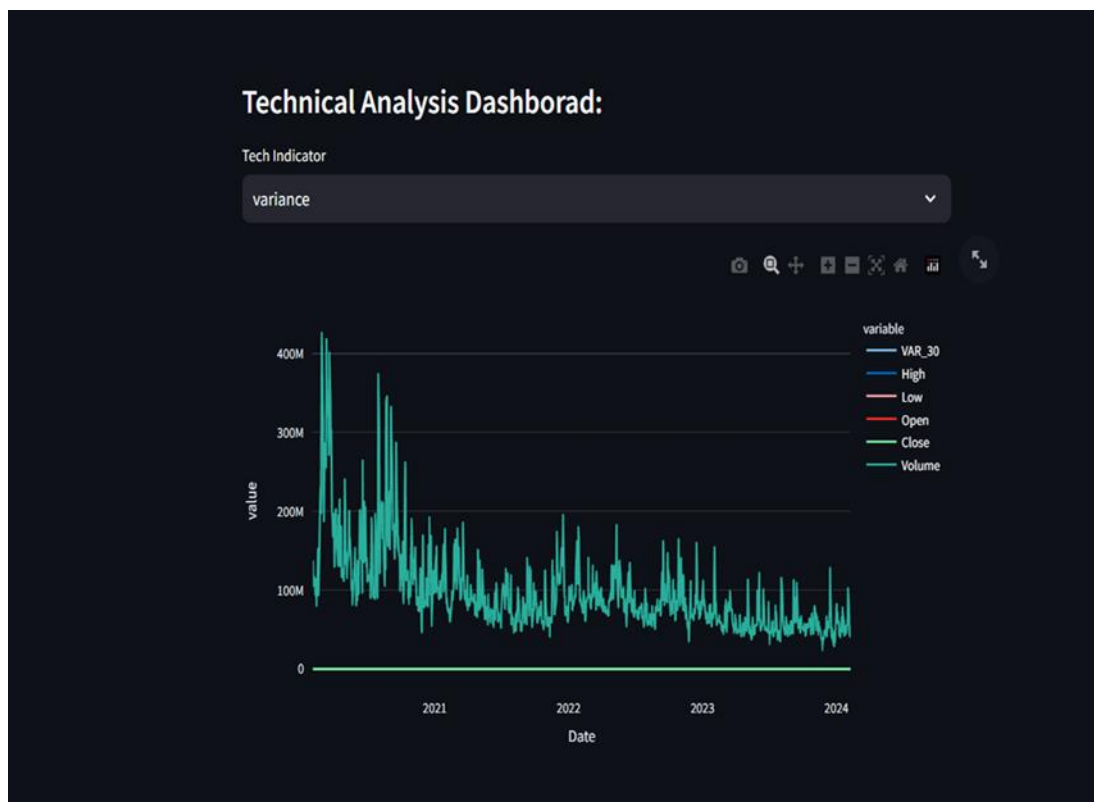 Technical Analysis Dashborad:
Tech Indicator
variance
variable
VAR_30
High
Low
Open
Close
Volume
400M
300M
200M
100M
0
value
2021 2022 2023 2024
Date